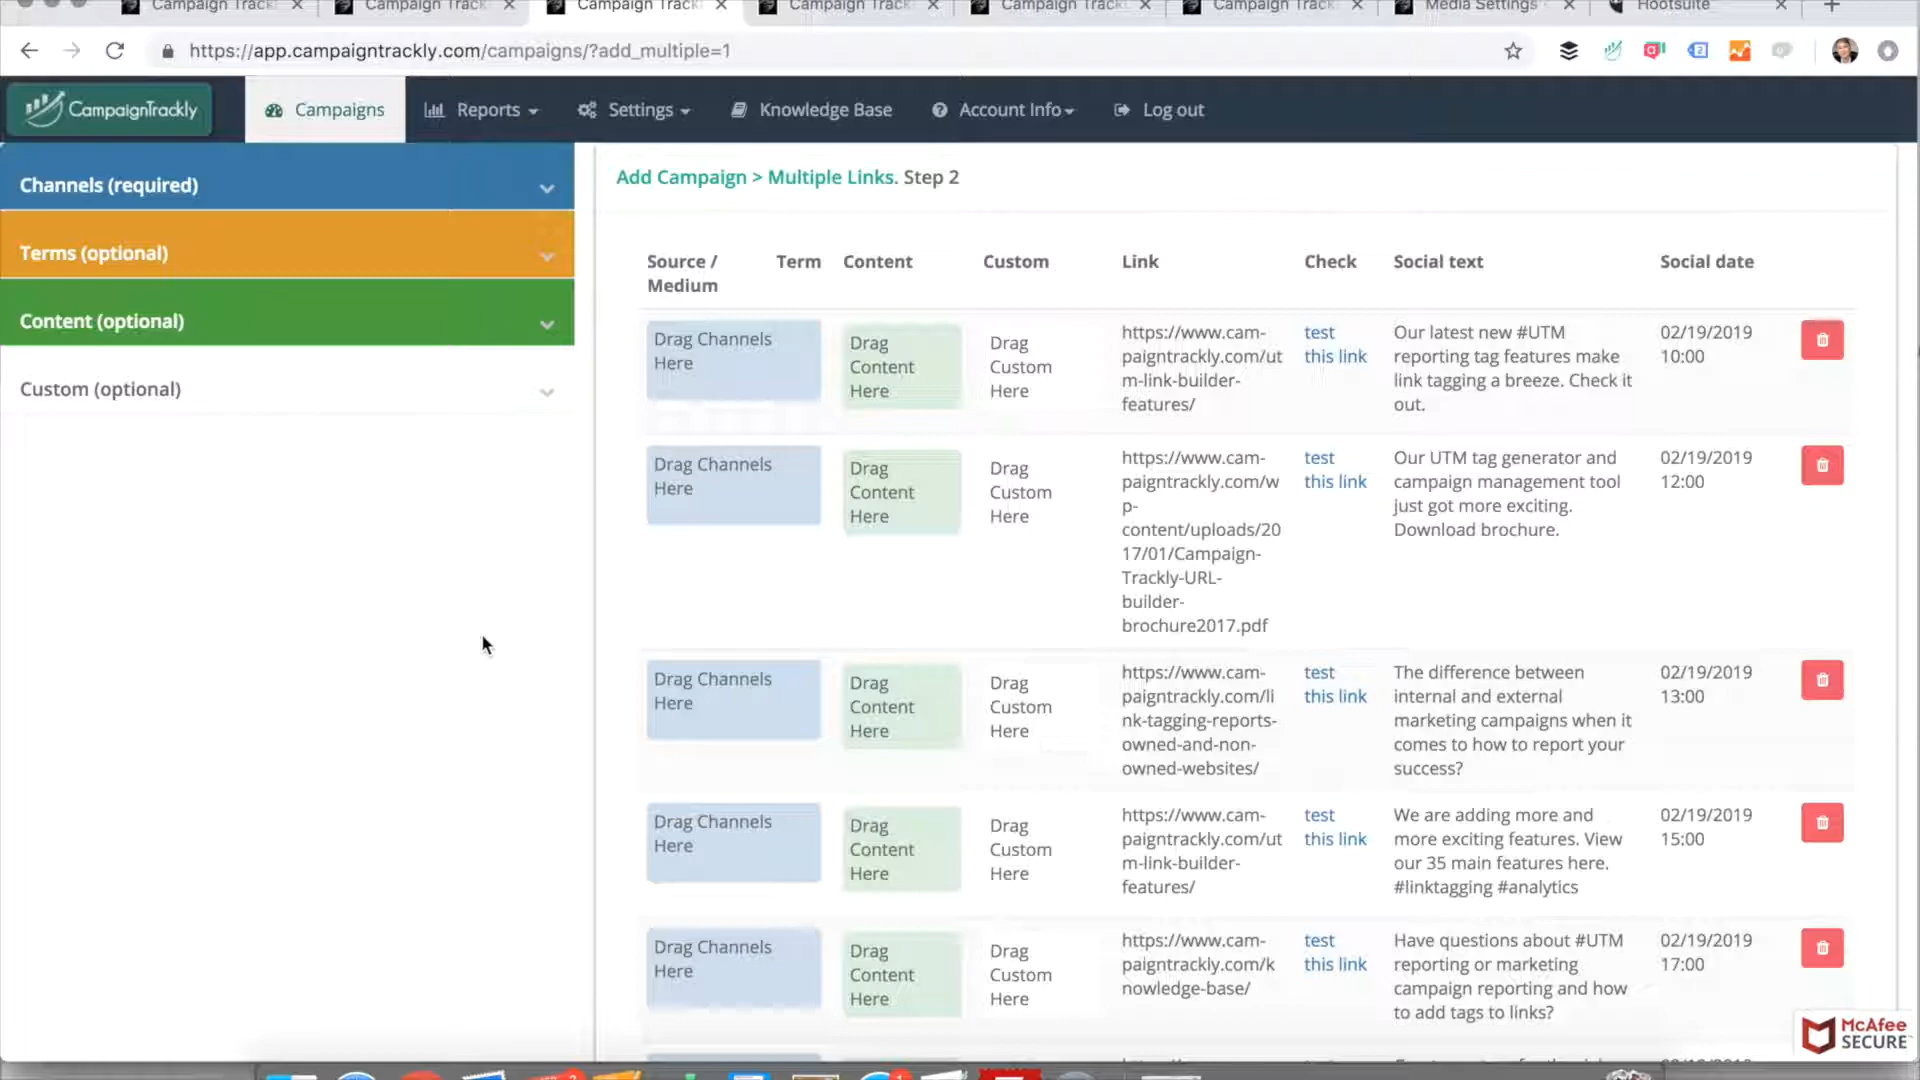 Campaign Track
Campaign Track
Campaign Track
Campaign Track
Campaign Track
Campaign Track
Media Settings
Hootsuite
https://app.campaigntrackly.com/campaigns/?add_multiple=1
CampaignTrackly
Campaigns
Reports
Settings
Knowledge Base
Account Info
Log out
Channels (required)
Terms (optional)
Content (optional)
Custom (optional)
Add Campaign > Multiple Links. Step 2
Source /
Medium
Term
Content
Custom
Link
Check
Social text
Social date
Drag Channels
Here
Drag
Content
Here
Drag
Custom
Here
https://www.cam-
paigntrackly.com/ut
m-link-builder-
features/
test
this link
Our latest new #UTM
reporting tag features make
link tagging a breeze. Check it
out.
02/19/2019
10:00
Drag Channels
Here
Drag
Content
Here
Drag
Custom
Here
https://www.cam-
paigntrackly.com/w
p-
content/uploads/20
17/01/Campaign-
Trackly-URL-
builder-
brochure2017.pdf
test
this link
Our UTM tag generator and
campaign management tool
just got more exciting.
Download brochure.
02/19/2019
12:00
Drag Channels
Here
Drag
Content
Here
Drag
Custom
Here
https://www.cam-
paigntrackly.com/li
nk-tagging-reports-
owned-and-non-
owned-websites/
test
this link
The difference between
internal and external
marketing campaigns when it
comes to how to report your
success?
02/19/2019
13:00
Drag Channels
Here
Drag
Content
Here
Drag
Custom
Here
https://www.cam-
paigntrackly.com/ut
m-link-builder-
features/
test
this link
We are adding more and
more exciting features. View
our 35 main features here.
#linktagging #analytics
02/19/2019
15:00
Drag Channels
Here
Drag
Content
Here
Drag
Custom
Here
https://www.cam-
paigntrackly.com/k
nowledge-base/
test
this link
Have questions about #UTM
reporting or marketing
campaign reporting and how
to add tags to links?
02/19/2019
17:00
McAfee
SECURE